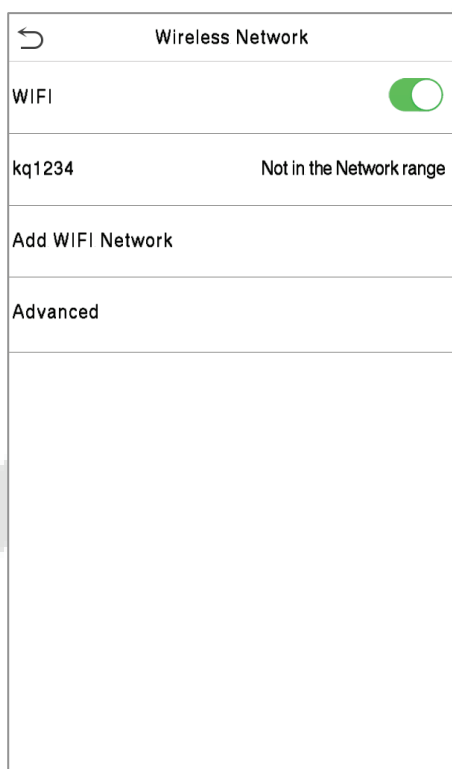 Wireless Network
WIFI
kq1234 Not in the Network range
Add WIFI Network
Advanced